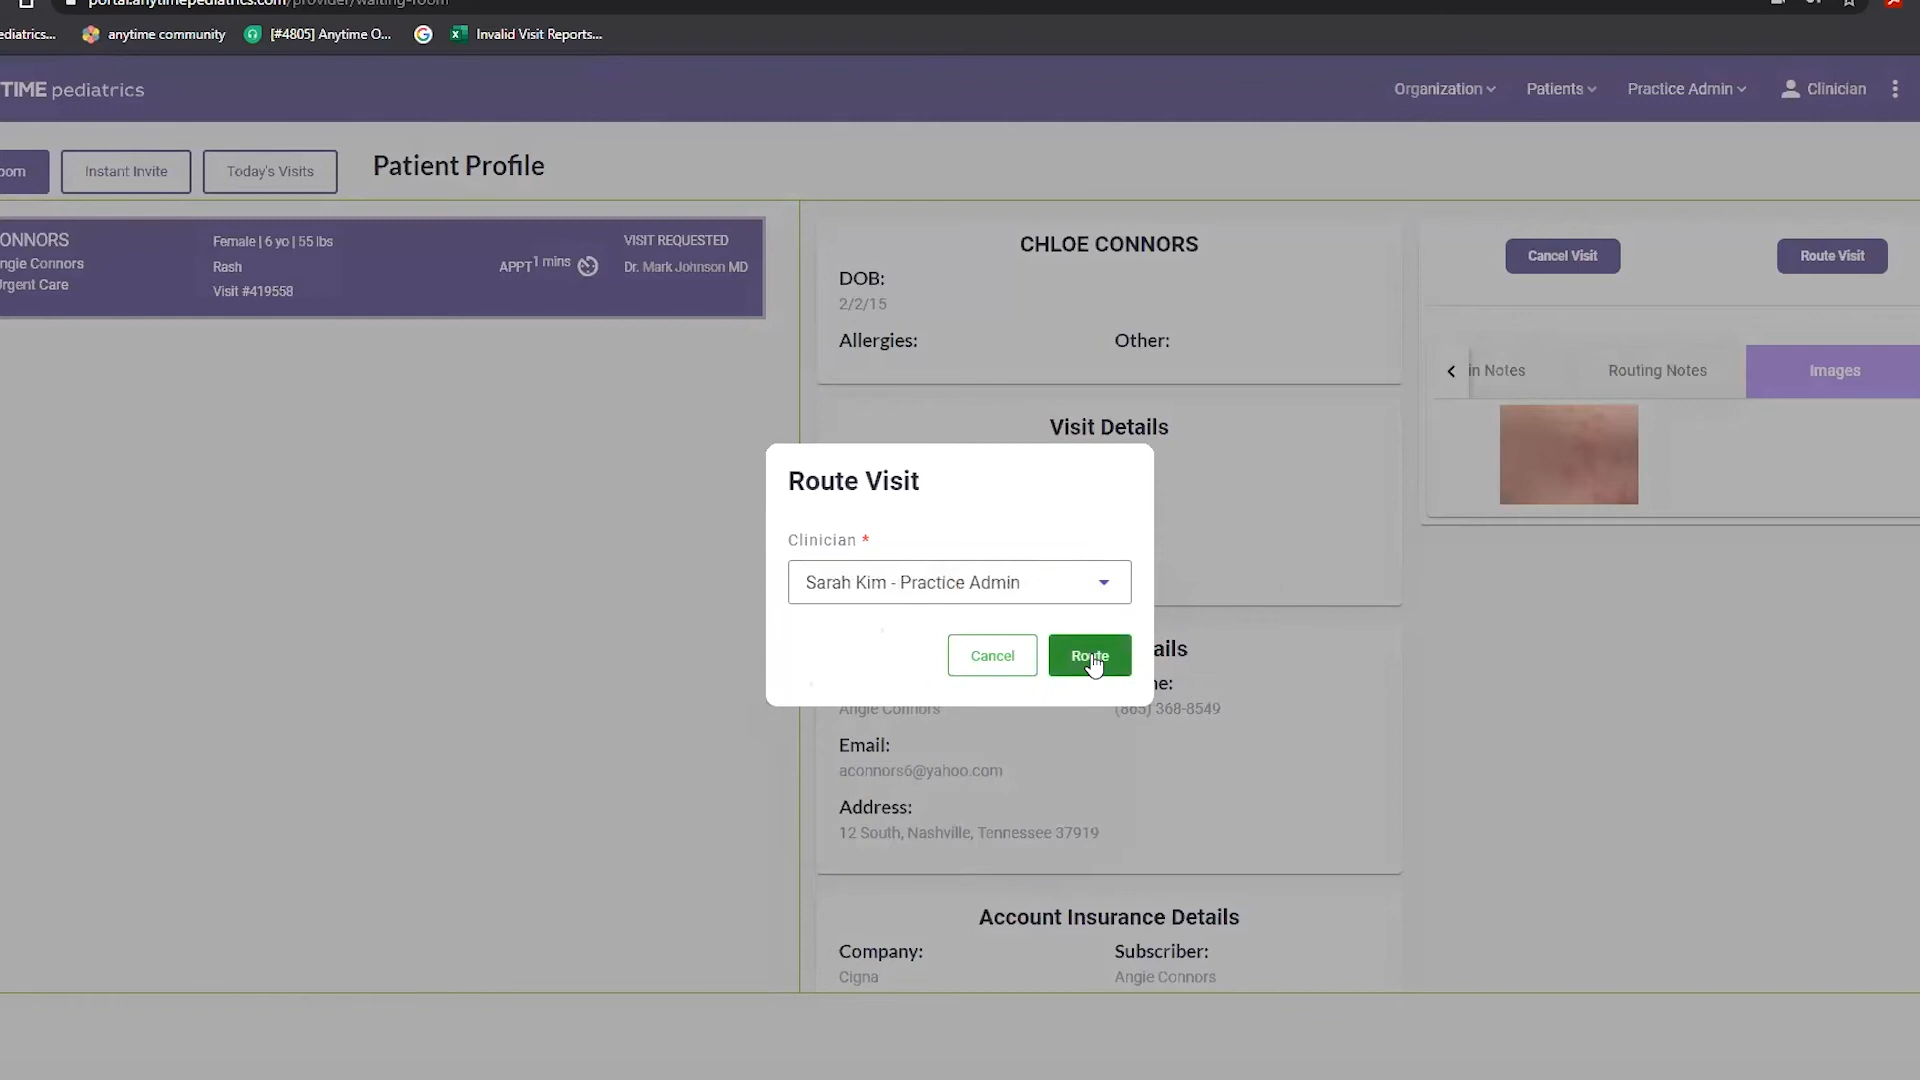 portal.anytimepediatrics.com/provider/waiting-room
ediatrics... anytime community [#4805] Anytime O... Invalid Visit Reports...
TIME pediatrics
Organization Patients Practice Admin Clinician
oom Instant Invite Today's Visits Patient Profile
ONNORS
ngie Connors
Urgent Care
Female | 6 yo | 55 lbs
Rash
Visit #419558
APPT 1 mins
VISIT REQUESTED
Dr. Mark Johnson MD
CHLOE CONNORS
DOB:
2/2/15
Allergies: Other:
Visit Details
Cancel Visit Route Visit
in Notes Routing Notes Images
Route Visit
Clinician *
Sarah Kim - Practice Admin
Cancel Route
ails
ne:
Angie Connors (865) 368-8549
Email:
aconnors6@yahoo.com
Address:
12 South, Nashville, Tennessee 37919
Account Insurance Details
Company: Subscriber:
Cigna Angie Connors